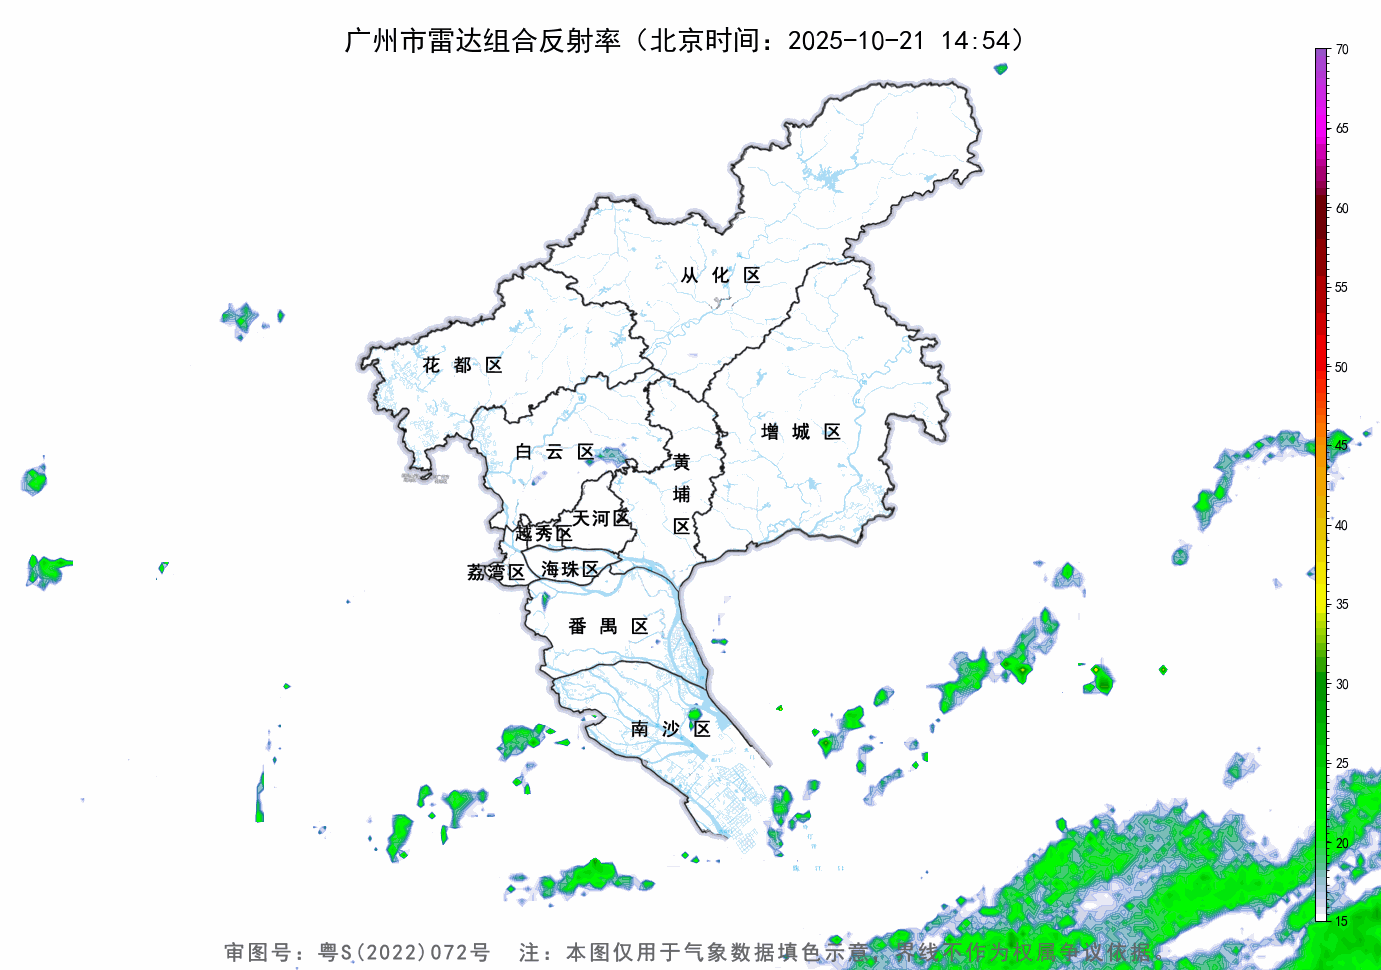 广州市雷达组合反射率（北京时间：2025-10-21 14:54）
70
65
60
55
50
45
40
35
30
25
20
15
从化区
花都区
增城区
白云区
黄埔区
天河区
越秀区
荔湾区
海珠区
番禺区
南沙区
审图号：粤S(2022)072号 注：本图仅用于气象数据填色示意，界线不作为权属争议依据。